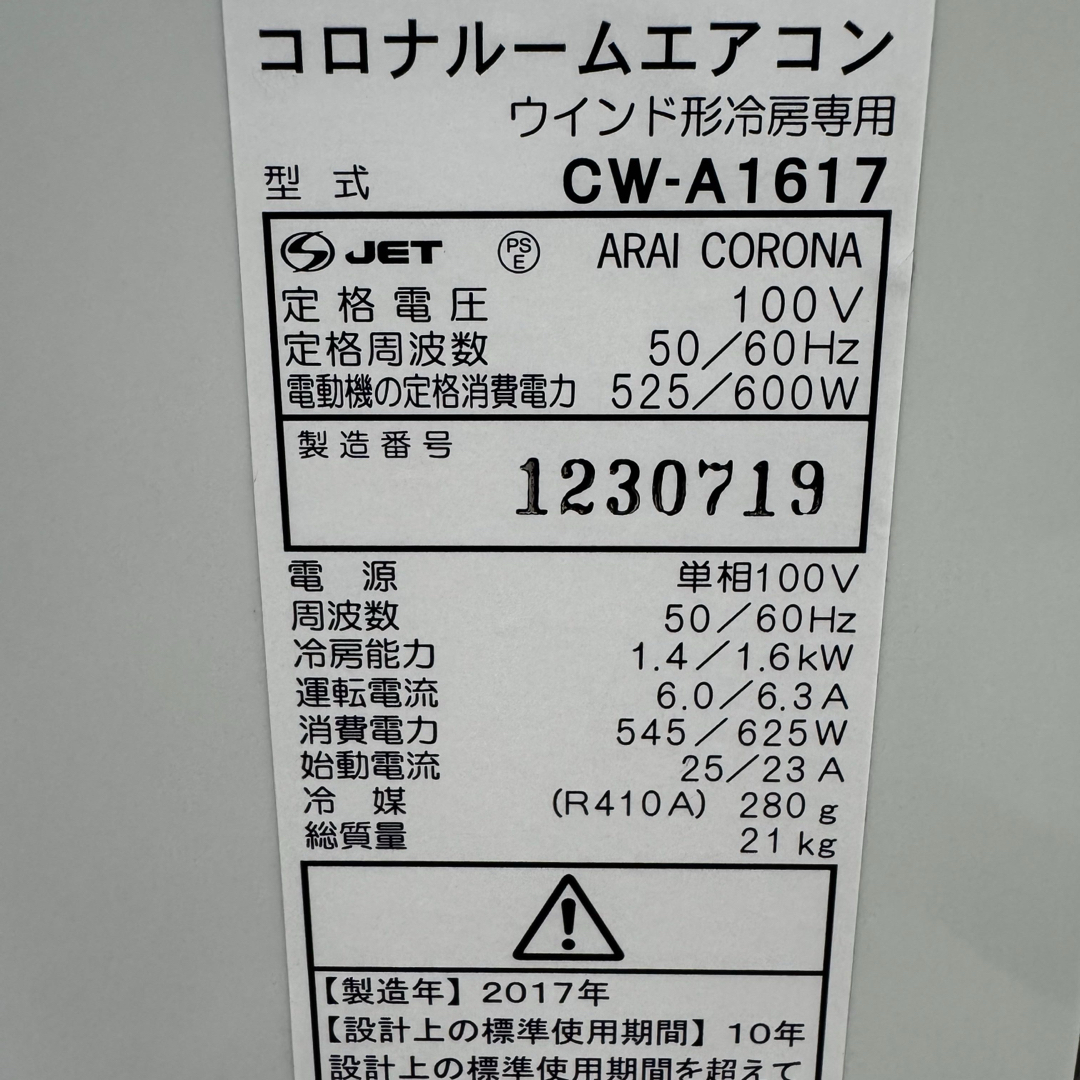 コロナルームエアコン
ウインド形冷房専用
型式 CW-A1617
JET PSE ARAI CORONA
定格電圧 100V
定格周波数 50/60Hz
電動機の定格消費電力 525/600W
製造番号
1230719
電源 単相100V
周波数 50/60Hz
冷房能力 1.4/1.6kW
運転電流 6.0/6.3A
消費電力 545/625W
始動電流 25/23A
冷媒 (R410A) 280g
総質量 21kg
【製造年】2017年
【設計上の標準使用期間】10年
設計上の標準使用期間を超えて